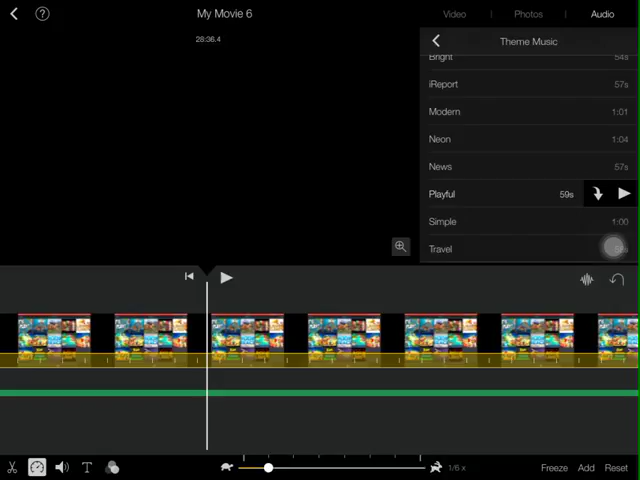 My Movie 6
Video
Photos
Audio
28:36.4
Theme Music
Bright 54s
iReport 57s
Modern 1:01
Neon 1:04
News 57s
Playful 59s
Simple 1:00
Travel
1/6 x
Freeze
Add
Reset